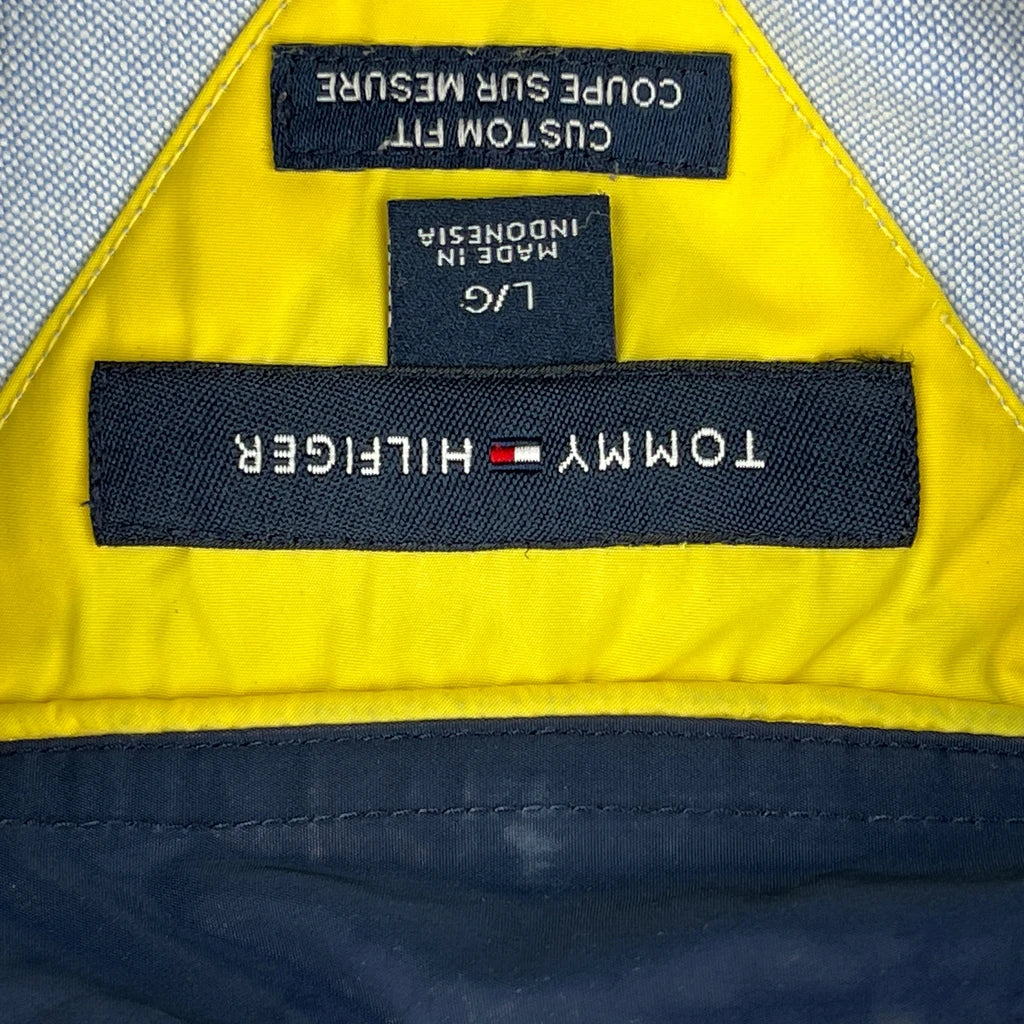 TOMMY HILFIGER
L/G
MADE IN
INDONESIA
CUSTOM FIT
COUPE SUR MESURE